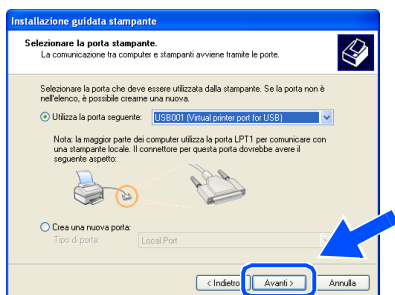 Installazione guidata stampante
Selezionare la porta stampante.
La comunicazione tra computer e stampanti avviene tramite le porte.
Selezionare la porta che deve essere utilizzata dalla stampante. Se la porta non è
nell'elenco, è possibile crearne una nuova.
Utilizza la porta seguente: USB001 (Virtual printer port for USB)
Nota: la maggior parte dei computer utilizza la porta LPT1 per comunicare con
una stampante locale. Il connettore per questa porta dovrebbe avere il
seguente aspetto:
Crea una nuova porta:
Tipo di porta: Local Port
< Indietro Avanti > Annulla